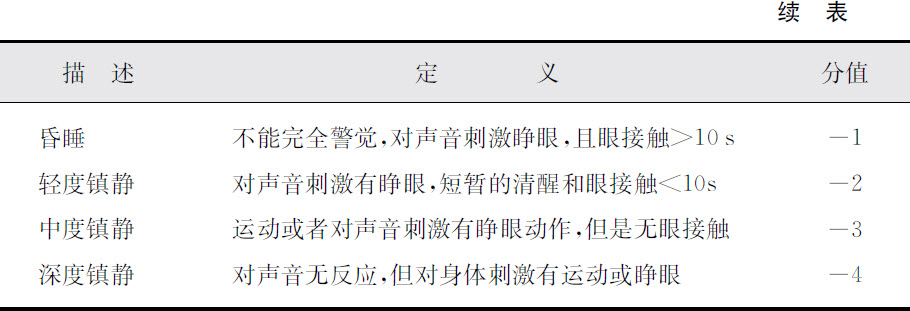 续 表
描 述 定 义 分值
昏睡 不能完全警觉,对声音刺激睁眼,且眼接触>10 s －1
轻度镇静 对声音刺激有睁眼,短暂的清醒和眼接触<10s －2
中度镇静 运动或者对声音刺激有睁眼动作,但是无眼接触 －3
深度镇静 对声音无反应,但对身体刺激有运动或睁眼 －4